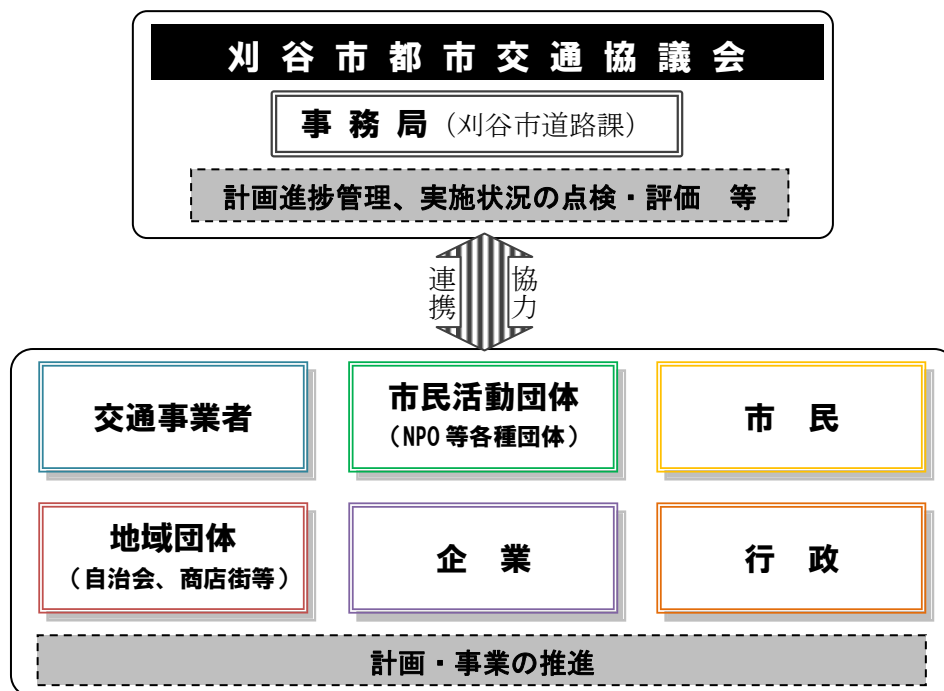 刈谷市都市交通協議会
事務局（刈谷市道路課）
計画進捗管理、実施状況の点検・評価　等
連携
協力
交通事業者
市民活動団体
（NPO等各種団体）
市　民
地域団体
（自治会、商店街等）
企　業
行　政
計画・事業の推進